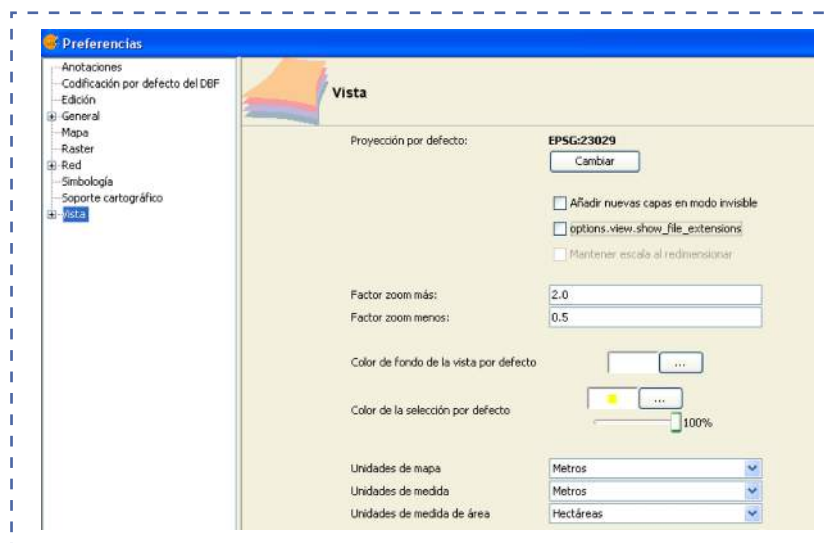 Preferencias
Anotaciones
Codificación por defecto del DBF
Edición
General
Mapa
Raster
Red
Simbología
Soporte cartográfico
Vista
Vista
Proyección por defecto: EPSG:23029
Cambiar
Añadir nuevas capas en modo invisible
options.view.show_file_extensions
Mantener escala al redimensionar
Factor zoom más: 2.0
Factor zoom menos: 0.5
Color de fondo de la vista por defecto ...
Color de la selección por defecto ...
100%
Unidades de mapa Metros
Unidades de medida Metros
Unidades de medida de área Hectáreas